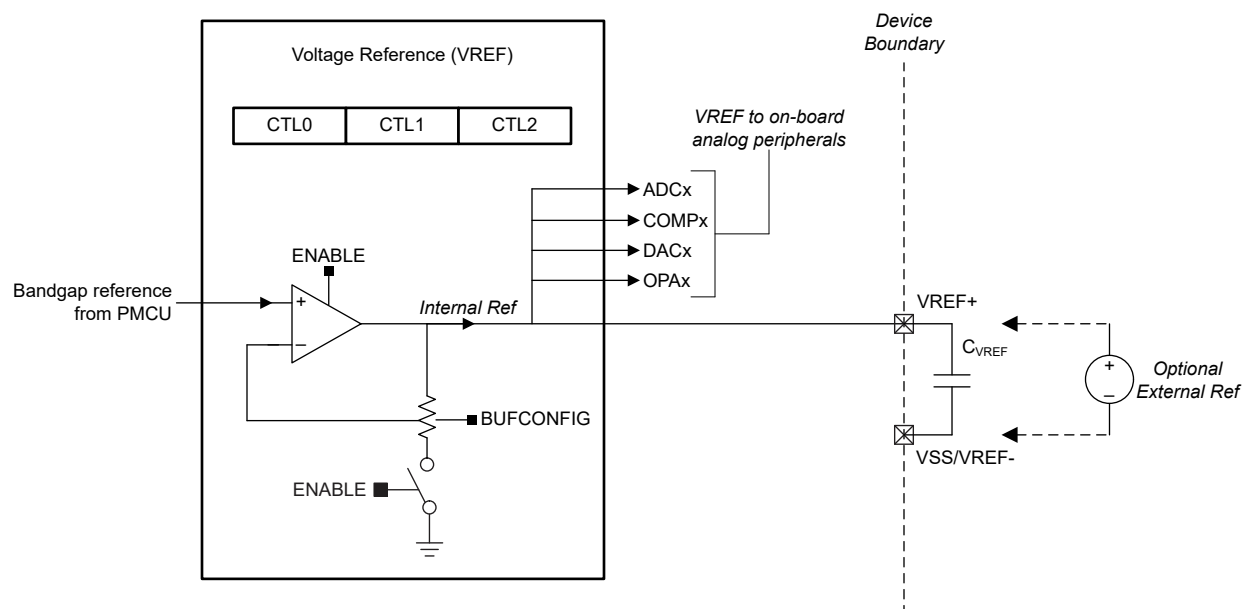 Device
Boundary
Voltage Reference (VREF)
CTL0 CTL1 CTL2
VREF to on-board
analog peripherals
ADCx
COMPx
DACx
OPAx
ENABLE
Bandgap reference
from PMCU
+
−
Internal Ref
VREF+
CVREF
+
−
Optional
External Ref
BUFCONFIG
VSS/VREF-
ENABLE